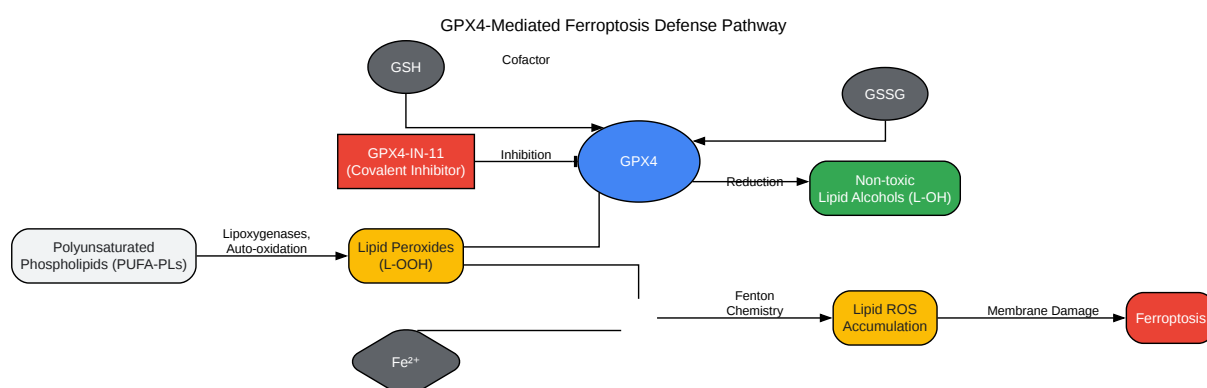 GPX4-Mediated Ferroptosis Defense Pathway
GSH
Cofactor
GSSG
GPX4-IN-11
(Covalent Inhibitor)
Inhibition
GPX4
Reduction
Non-toxic
Lipid Alcohols (L-OH)
Polyunsaturated
Phospholipids (PUFA-PLs)
Lipoxygenases,
Auto-oxidation
Lipid Peroxides
(L-OOH)
Fenton
Chemistry
Lipid ROS
Accumulation
Membrane Damage
Ferroptosis
Fe²⁺